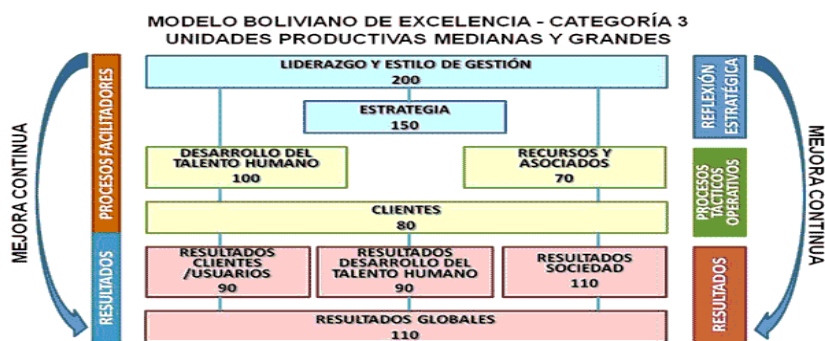 MODELO BOLIVIANO DE EXCELENCIA - CATEGORÍA 3
UNIDADES PRODUCTIVAS MEDIANAS Y GRANDES
MEJORA CONTINUA
PROCESOS FACILITADORES
RESULTADOS
LIDERAZGO Y ESTILO DE GESTIÓN
200
ESTRATEGIA
150
DESARROLLO DEL
TALENTO HUMANO
100
RECURSOS Y
ASOCIADOS
70
CLIENTES
80
RESULTADOS
CLIENTES
/USUARIOS
90
RESULTADOS
DESARROLLO DEL
TALENTO HUMANO
90
RESULTADOS
SOCIEDAD
110
RESULTADOS GLOBALES
110
REFLEXIÓN
ESTRATÉGICA
PROCESOS
TÁCTICOS
OPERATIVOS
RESULTADOS
MEJORA CONTINUA